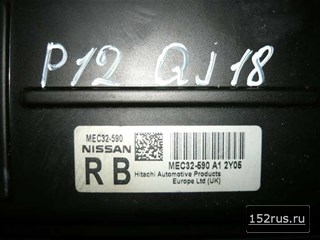 P12 QJ18
MEC32-590
NISSAN
RB
MEC32-590 A1 2Y05
Hitachi Automotive Products
Europe Ltd (UK)
152rus.ru